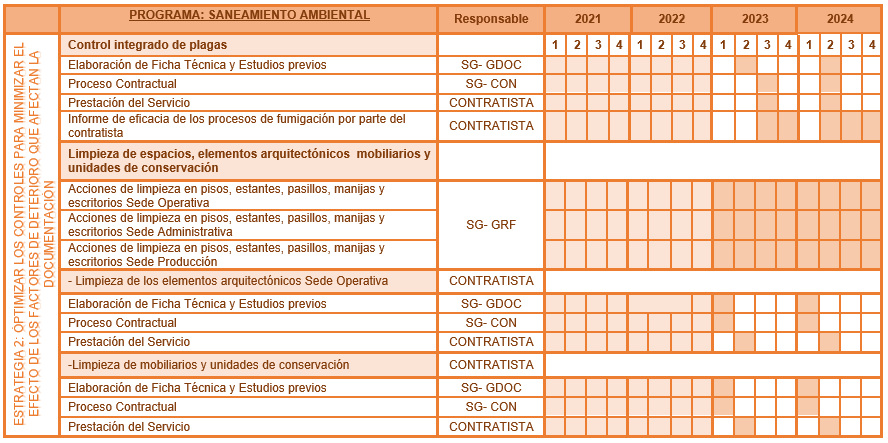 PROGRAMA: SANEAMIENTO AMBIENTAL Responsable 2021 2022 2023 2024
Control integrado de plagas 1 2 3 4 1 2 3 4 1 2 3 4 1 2 3 4
Elaboración de Ficha Técnica y Estudios previos SG- GDOC
Proceso Contractual SG- CON
Prestación del Servicio CONTRATISTA
Informe de eficacia de los procesos de fumigación por parte del
contratista CONTRATISTA
Limpieza de espacios, elementos arquitectónicos mobiliarios y
unidades de conservación
Acciones de limpieza en pisos, estantes, pasillos, manijas y
escritorios Sede Operativa
Acciones de limpieza en pisos, estantes, pasillos, manijas y
escritorios Sede Administrativa
SG- GRF
Acciones de limpieza en pisos, estantes, pasillos, manijas y
escritorios Sede Producción
- Limpieza de los elementos arquitectónicos Sede Operativa CONTRATISTA
Elaboración de Ficha Técnica y Estudios previos SG- GDOC
Proceso Contractual SG- CON
Prestación del Servicio CONTRATISTA
-Limpieza de mobiliarios y unidades de conservación CONTRATISTA
Elaboración de Ficha Técnica y Estudios previos SG- GDOC
Proceso Contractual SG- CON
Prestación del Servicio CONTRATISTA
ESTRATEGIA 2: OPTIMIZAR LOS CONTROLES PARA MINIMIZAR EL
EFECTO DE LOS FACTORES DE DETERIORO QUE AFECTAN LA
DOCUMENTACIÓN